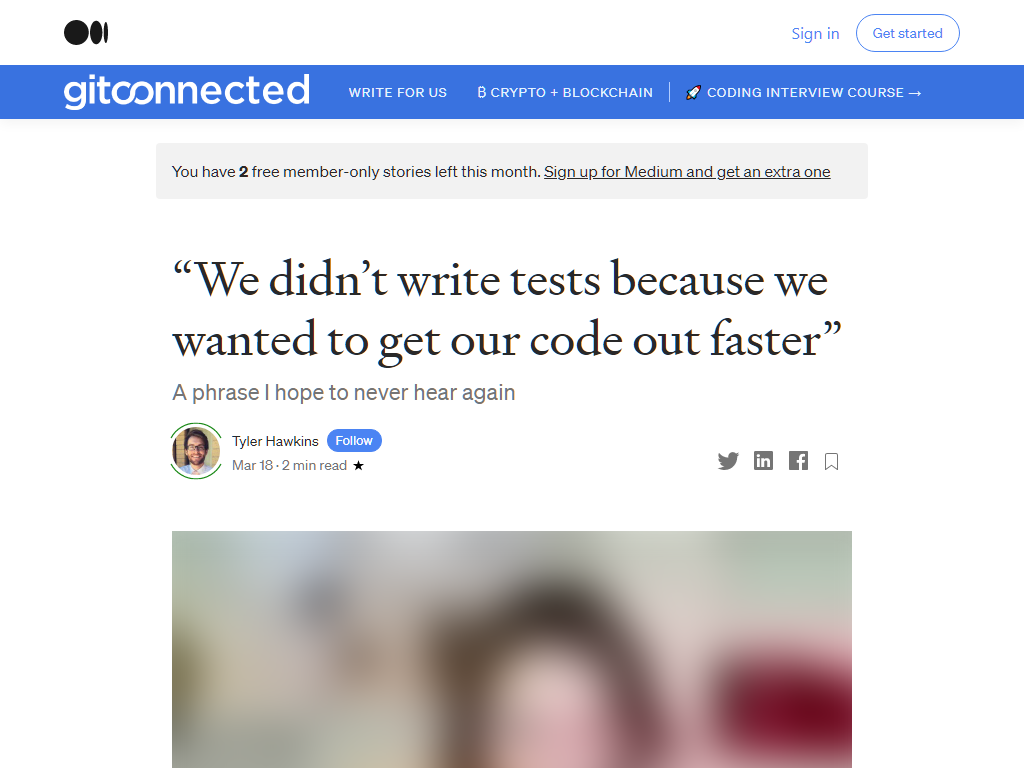 Sign in
Get started
gitconnected
WRITE FOR US
₿ CRYPTO + BLOCKCHAIN
🚀 CODING INTERVIEW COURSE →
You have 2 free member-only stories left this month. Sign up for Medium and get an extra one
“We didn’t write tests because we
wanted to get our code out faster”
A phrase I hope to never hear again
Tyler Hawkins
Follow
Mar 18 · 2 min read ★